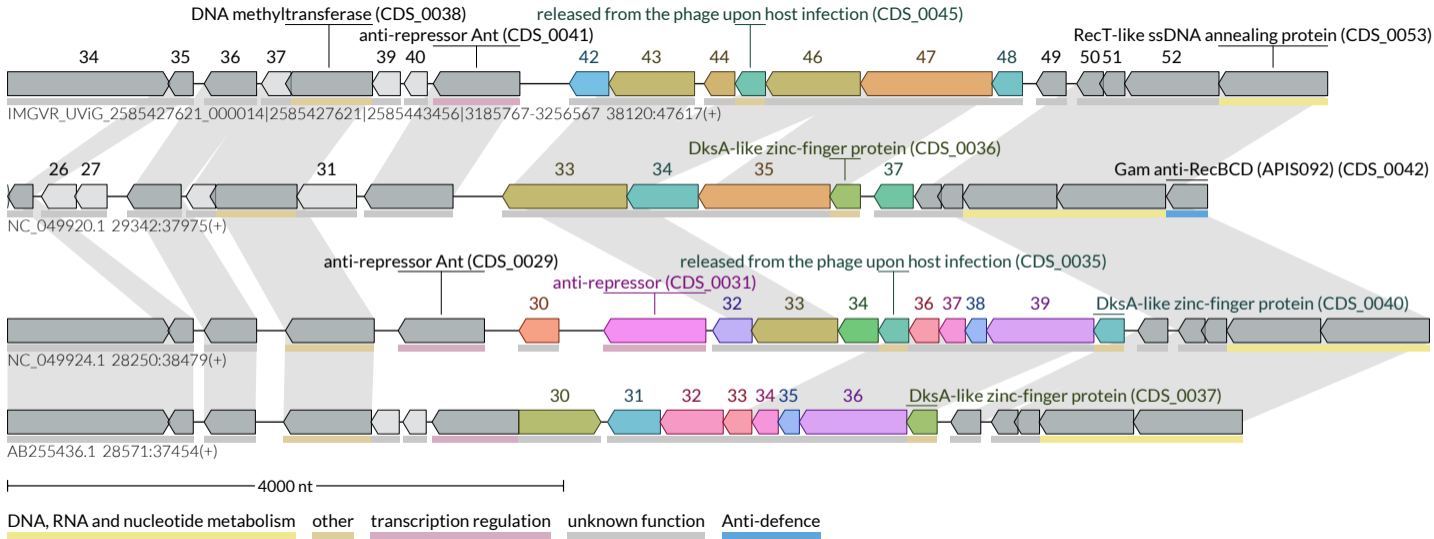 DNA methyltransferase (CDS_0038) released from the phage upon host infection (CDS_0045)
anti-repressor Ant (CDS_0041) RecT-like ssDNA annealing protein (CDS_0053)
34 35 36 37 39 40 42 43 44 46 47 48 49 50 51 52
IMGVR_UViG_2585427621_000014|2585427621|2585443456|3185767-3256567 38120:47617(+)
DksA-like zinc-finger protein (CDS_0036)
26 27 31 33 34 35 37 Gam anti-RecBCD (APIS092) (CDS_0042)
NC_049920.1 29342:37975(+)
anti-repressor Ant (CDS_0029) released from the phage upon host infection (CDS_0035)
anti-repressor (CDS_0031)
30 32 33 34 36 37 38 39 DksA-like zinc-finger protein (CDS_0040)
NC_049924.1 28250:38479(+)
30 31 32 33 34 35 36 DksA-like zinc-finger protein (CDS_0037)
AB255436.1 28571:37454(+)
4000 nt
DNA, RNA and nucleotide metabolism other transcription regulation unknown function Anti-defence